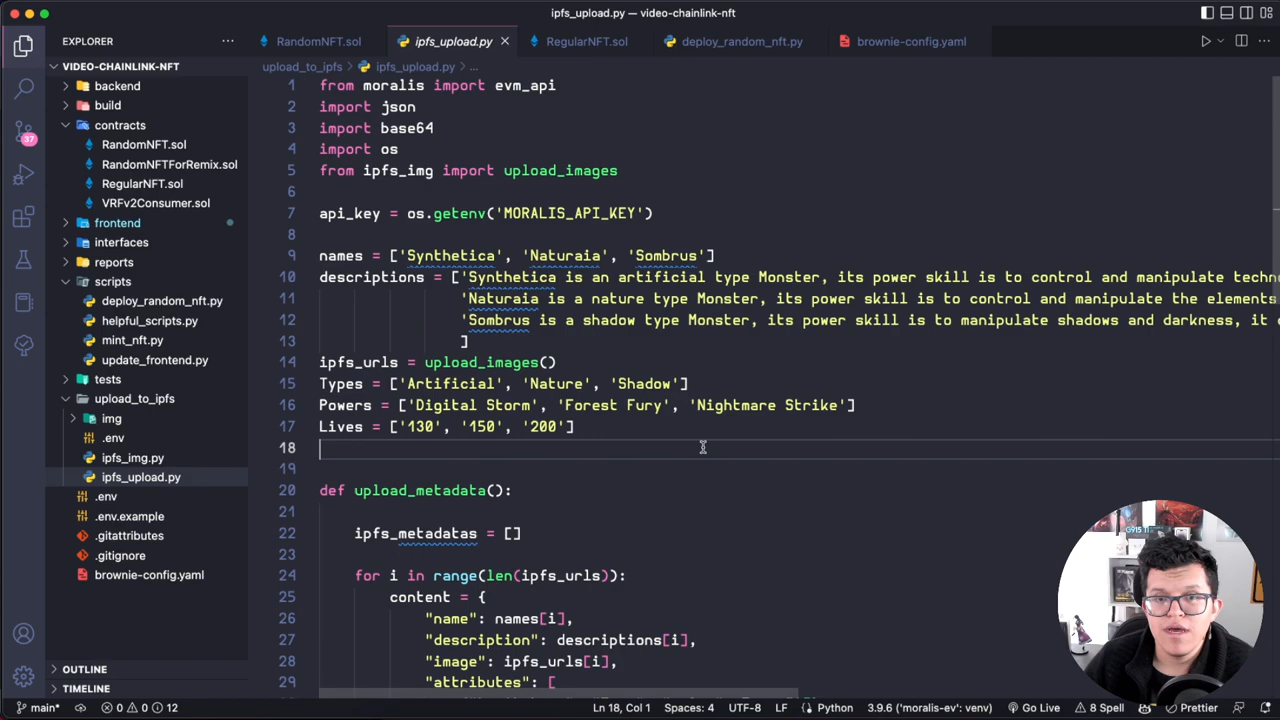 ipfs_upload.py — video-chainlink-nft
EXPLORER
RandomNFT.sol
ipfs_upload.py
RegularNFT.sol
deploy_random_nft.py
brownie-config.yaml
VIDEO-CHAINLINK-NFT
backend
build
contracts
RandomNFT.sol
RandomNFTForRemix.sol
RegularNFT.sol
VRFv2Consumer.sol
frontend
interfaces
reports
scripts
deploy_random_nft.py
helpful_scripts.py
mint_nft.py
update_frontend.py
tests
upload_to_ipfs
img
.env
ipfs_img.py
ipfs_upload.py
.env
.env.example
.gitattributes
.gitignore
brownie-config.yaml
OUTLINE
TIMELINE
37
upload_to_ipfs > ipfs_upload.py > ...
1 from moralis import evm_api
2 import json
3 import base64
4 import os
5 from ipfs_img import upload_images
6
7 api_key = os.getenv('MORALIS_API_KEY')
8
9 names = ['Synthetica', 'Naturaia', 'Sombrus']
10 descriptions = ['Synthetica is an artificial type Monster, its power skill is to control and manipulate techn
11 'Naturaia is a nature type Monster, its power skill is to control and manipulate the elements
12 'Sombrus is a shadow type Monster, its power skill is to manipulate shadows and darkness, it c
13 ]
14 ipfs_urls = upload_images()
15 Types = ['Artificial', 'Nature', 'Shadow']
16 Powers = ['Digital Storm', 'Forest Fury', 'Nightmare Strike']
17 Lives = ['130', '150', '200']
18
19
20 def upload_metadata():
21
22 ipfs_metadatas = []
23
24 for i in range(len(ipfs_urls)):
25 content = {
26 "name": names[i],
27 "description": descriptions[i],
28 "image": ipfs_urls[i],
29 "attributes": [
main* 0 0 12 Ln 18, Col 1 Spaces: 4 UTF-8 LF Python 3.9.6 ('moralis-ev': venv) Go Live 8 Spell Prettier